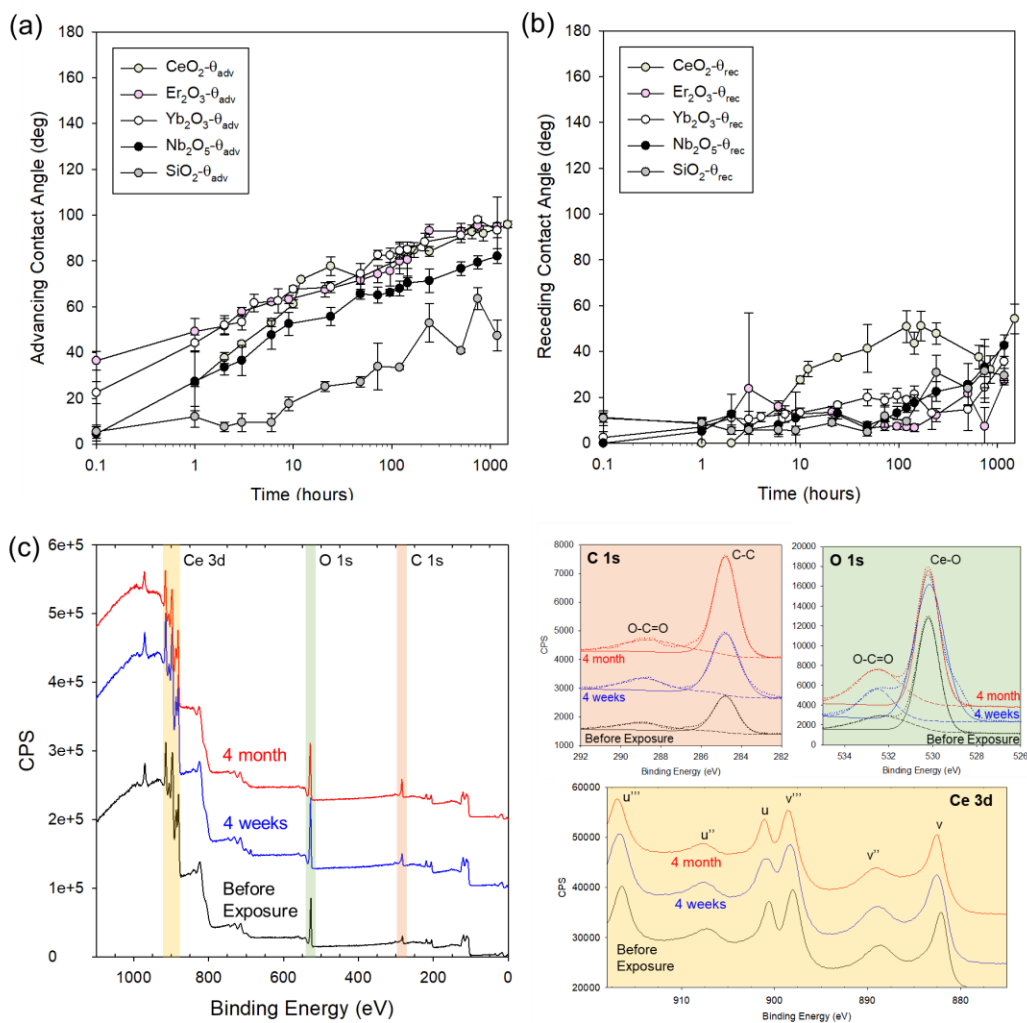 (a)
180
160
140
120
100
80
60
40
20
0
Advancing Contact Angle (deg)
CeO₂-θadv
Er₂O₃-θadv
Yb₂O₃-θadv
Nb₂O₅-θadv
SiO₂-θadv
0.1 1 10 100 1000
Time (hours)
(b)
180
160
140
120
100
80
60
40
20
0
Receding Contact Angle (deg)
CeO₂-θrec
Er₂O₃-θrec
Yb₂O₃-θrec
Nb₂O₅-θrec
SiO₂-θrec
0.1 1 10 100 1000
Time (hours)
(c)
6e+5
5e+5
4e+5
3e+5
2e+5
1e+5
0
CPS
Ce 3d O 1s C 1s
4 month
4 weeks
Before
Exposure
1000 800 600 400 200 0
Binding Energy (eV)
C 1s
8000
7000
6000
5000
4000
3000
2000
1000
CPS
C-C
O-C=O
4 month
4 weeks
Before Exposure
292 290 288 286 284 282
Binding Energy (eV)
O 1s
20000
18000
16000
14000
12000
10000
8000
6000
4000
2000
0
Ce-O
O-C=O
4 month
4 weeks
Before Exposure
534 532 530 528 526
Binding Energy (eV)
Ce 3d
60000
50000
40000
30000
20000
CPS
u''' u'' u v''' v'' v
4 month
4 weeks
Before
Exposure
910 900 890 880
Binding Energy (eV)